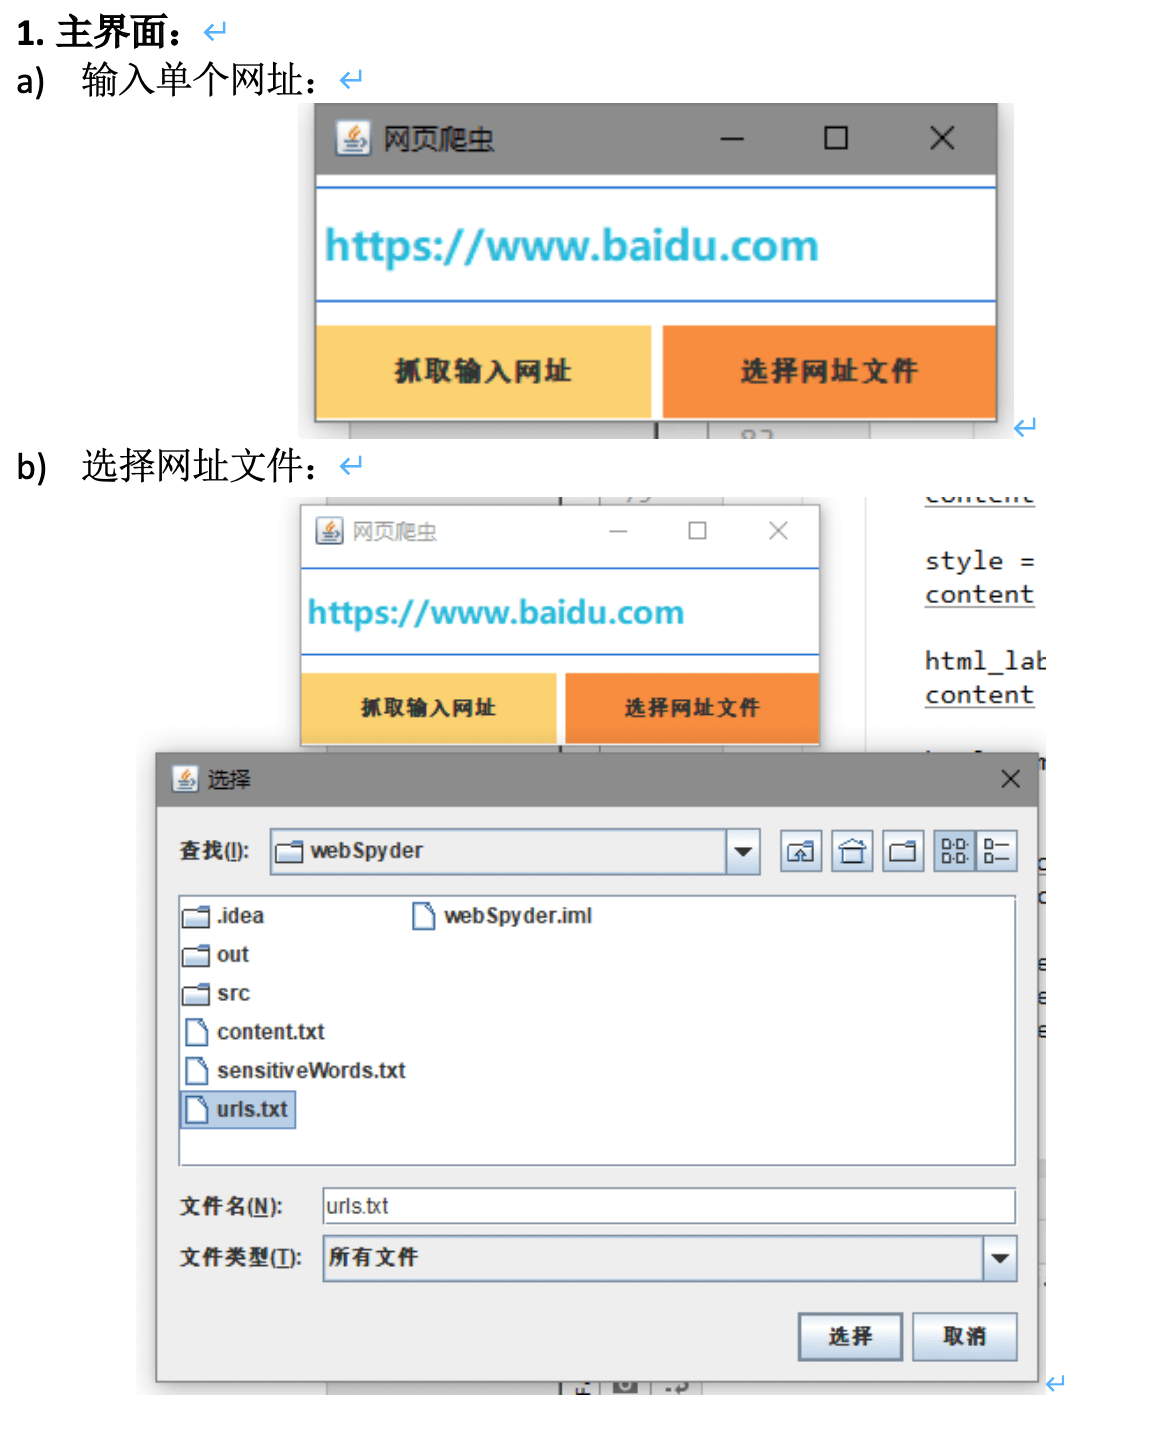 1. 主界面：
a) 输入单个网址：
网页爬虫
https://www.baidu.com
抓取输入网址 选择网址文件
b) 选择网址文件：
网页爬虫
https://www.baidu.com
抓取输入网址 选择网址文件
style =
content
html_lab
content
选择
查找(I): webSpyder
.idea webSpyder.iml
out
src
content.txt
sensitiveWords.txt
urls.txt
文件名(N): urls.txt
文件类型(T): 所有文件
选择 取消